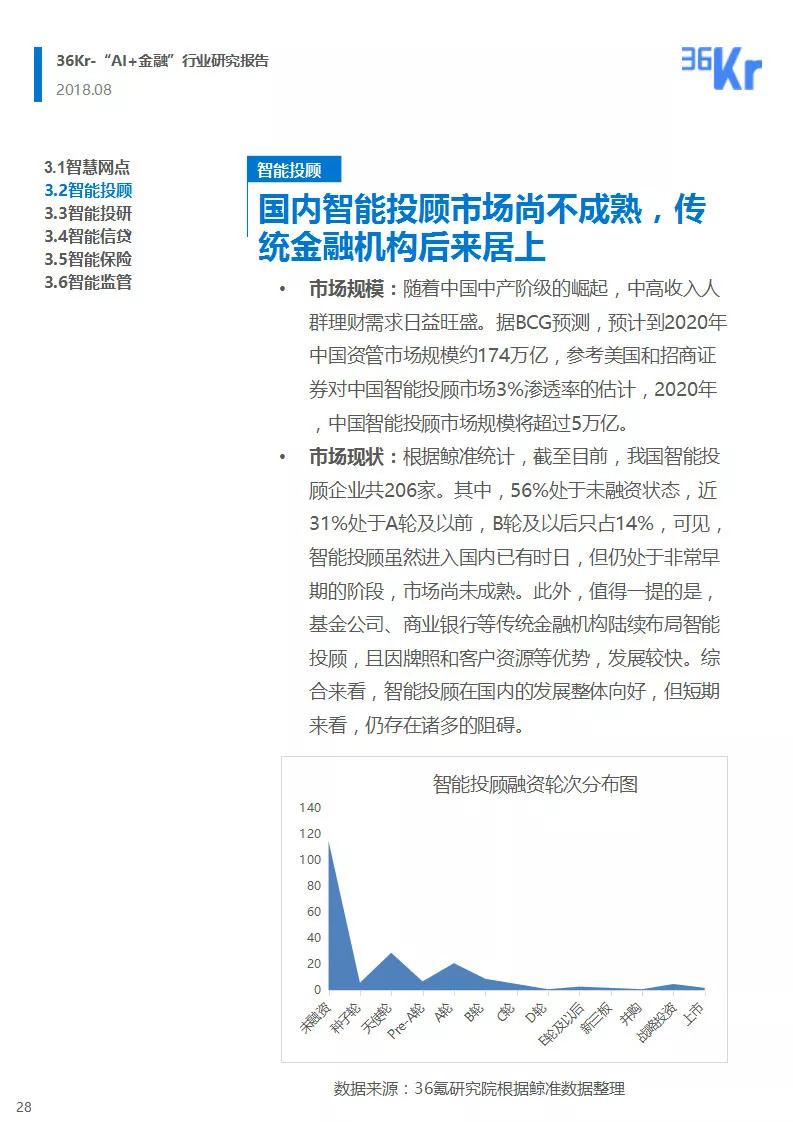 36Kr-“AI+金融”行业研究报告
2018.08
36Kr
3.1智慧网点
3.2智能投顾
3.3智能投研
3.4智能信贷
3.5智能保险
3.6智能监管
智能投顾
国内智能投顾市场尚不成熟，传
统金融机构后来居上
• 市场规模：随着中国中产阶级的崛起，中高收入人
群理财需求日益旺盛。据BCG预测，预计到2020年
中国资管市场规模约174万亿，参考美国和招商证
券对中国智能投顾市场3%渗透率的估计，2020年
，中国智能投顾市场规模将超过5万亿。
• 市场现状：根据鲸准统计，截至目前，我国智能投
顾企业共206家。其中，56%处于未融资状态，近
31%处于A轮及以前，B轮及以后只占14%，可见，
智能投顾虽然进入国内已有时日，但仍处于非常早
期的阶段，市场尚未成熟。此外，值得一提的是，
基金公司、商业银行等传统金融机构陆续布局智能
投顾，且因牌照和客户资源等优势，发展较快。综
合来看，智能投顾在国内的发展整体向好，但短期
来看，仍存在诸多的阻碍。
智能投顾融资轮次分布图
140
120
100
80
60
40
20
0
未融资
种子轮
天使轮
Pre-A轮
A轮
B轮
C轮
D轮
E轮及以后
新三板
并购
战略投资
上市
数据来源：36氪研究院根据鲸准数据整理
28